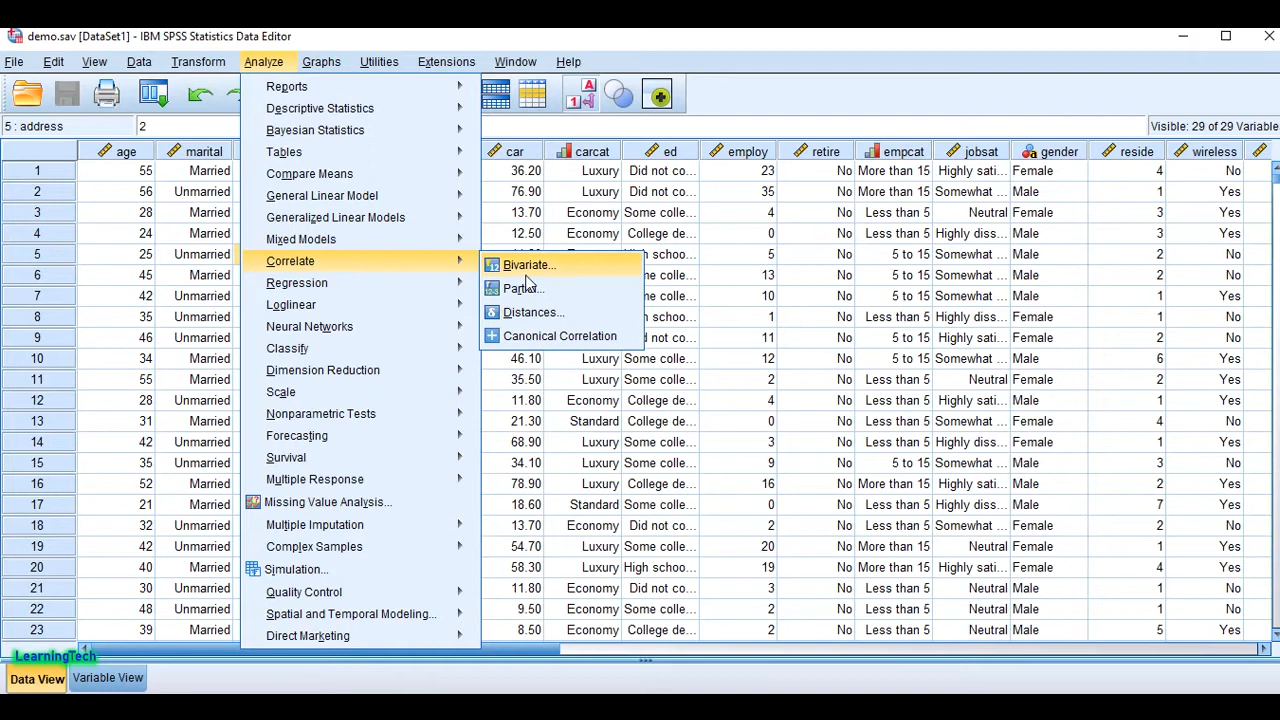 demo.sav [DataSet1] - IBM SPSS Statistics Data Editor
File Edit View Data Transform Analyze Graphs Utilities Extensions Window Help
5 : address 2 Visible: 29 of 29 Variable
age marital car carcat ed employ retire empcat jobsat gender reside wireless
1 55 Married 36.20 Luxury Did not co... 23 No More than 15 Highly sati... Female 4 No
2 56 Unmarried 76.90 Luxury Did not co... 35 No More than 15 Somewhat ... Male 1 Yes
3 28 Married 13.70 Economy Some colle... 4 No Less than 5 Neutral Female 3 Yes
4 24 Married 12.50 Economy College de... 0 No Less than 5 Highly diss... Male 3 Yes
5 25 Unmarried No 5 to 15 Somewhat ... Male 2 No
6 45 Married 13 No 5 to 15 Somewhat ... Male 2 No
7 42 Unmarried 10 No 5 to 15 Somewhat ... Male 1 Yes
8 35 Unmarried 1 No Less than 5 Highly diss... Female 1 Yes
9 46 Unmarried 11 No 5 to 15 Somewhat ... Male 2 Yes
10 34 Married 46.10 Luxury Some colle... 12 No 5 to 15 Somewhat ... Male 6 Yes
11 55 Married 35.50 Luxury Some colle... 2 No Less than 5 Neutral Female 2 Yes
12 28 Married 11.80 Economy College de... 2 No Less than 5 Highly sati... Male 1 Yes
13 31 Married 21.30 Standard College de... 0 No Less than 5 Somewhat ... Female 4 No
14 42 Unmarried 68.90 Luxury Some colle... 3 No Less than 5 Highly diss... Male 1 Yes
15 35 Unmarried 34.10 Luxury Some colle... 9 No 5 to 15 Somewhat ... Male 3 No
16 52 Married 78.90 Luxury College de... 16 No More than 15 Highly sati... Male 2 Yes
17 21 Married 18.60 Standard Some colle... 0 No Less than 5 Highly diss... Male 7 Yes
18 32 Unmarried 13.70 Economy Did not co... 2 No Less than 5 Somewhat ... Female 2 No
19 42 Unmarried 54.70 Luxury Some colle... 20 No More than 15 Neutral Female 1 Yes
20 40 Married 58.30 Luxury High schoo... 19 No More than 15 Highly sati... Female 4 Yes
21 30 Unmarried 11.80 Economy Did not co... 3 No Less than 5 Highly diss... Male 1 No
22 48 Unmarried 9.50 Economy Some colle... 2 No Less than 5 Neutral Male 1 No
23 39 Married 8.50 Economy College de... 2 No Less than 5 Highly diss... Male 5 Yes
Reports
Descriptive Statistics
Bayesian Statistics
Tables
Compare Means
General Linear Model
Generalized Linear Models
Mixed Models
Correlate
Regression
Loglinear
Neural Networks
Classify
Dimension Reduction
Scale
Nonparametric Tests
Forecasting
Survival
Multiple Response
Missing Value Analysis...
Multiple Imputation
Complex Samples
Simulation...
Quality Control
Spatial and Temporal Modeling...
Direct Marketing
Bivariate...
Partial...
Distances...
Canonical Correlation
LearningTech
Data View Variable View